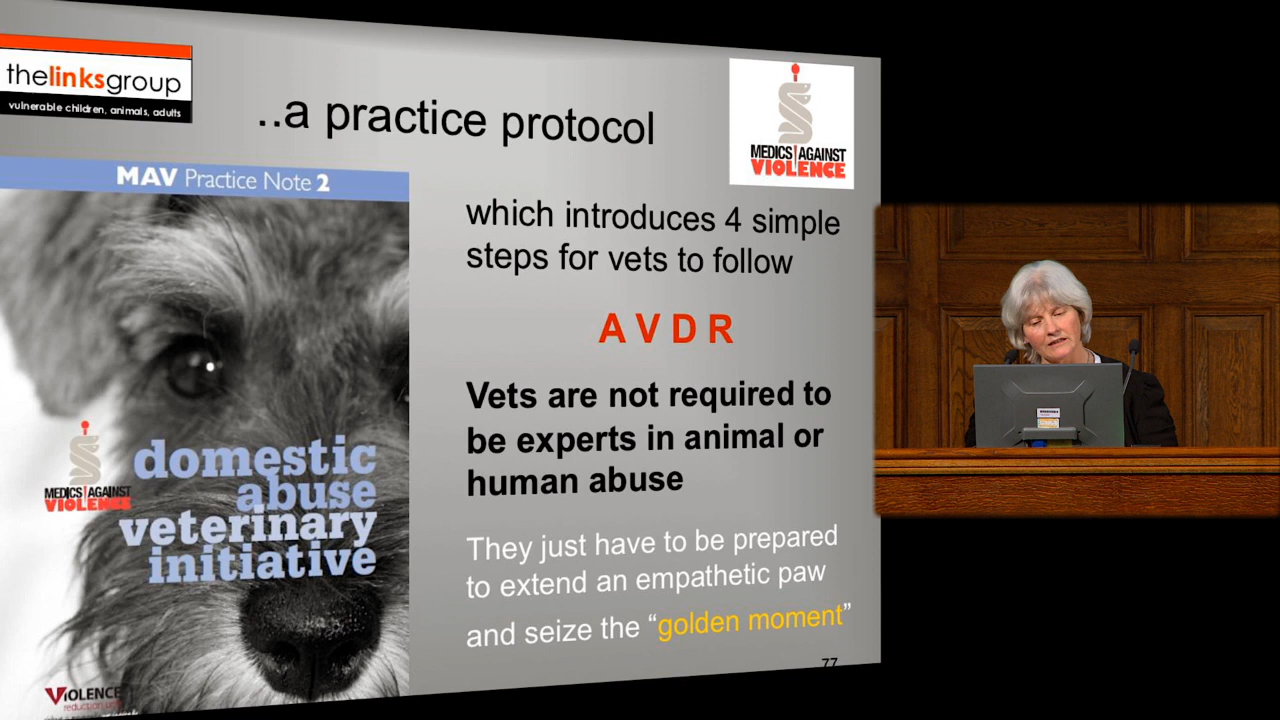 thelinksgroup
vulnerable children, animals, adults
..a practice protocol
MEDICS AGAINST
VIOLENCE
MAV Practice Note 2
which introduces 4 simple
steps for vets to follow
A V D R
Vets are not required to
be experts in animal or
human abuse
They just have to be prepared
to extend an empathetic paw
and seize the “golden moment”
77
MEDICS AGAINST
VIOLENCE
domestic
abuse
veterinary
initiative
VIOLENCE
reduction unit